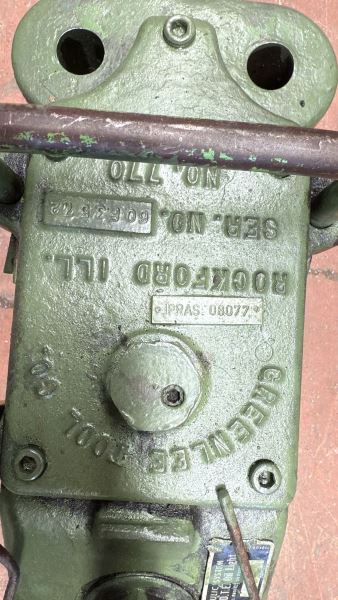 GREENLEE TOOL CO.
PRAS. 08077
ROCKFORD ILL.
SER. NO.
NO. 770